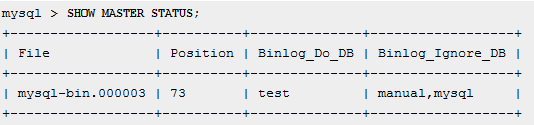 mysql > SHOW MASTER STATUS;
+------------------+----------+--------------+------------------+
| File             | Position | Binlog_Do_DB | Binlog_Ignore_DB |
+------------------+----------+--------------+------------------+
| mysql-bin.000003 | 73       | test         | manual,mysql     |
+------------------+----------+--------------+------------------+